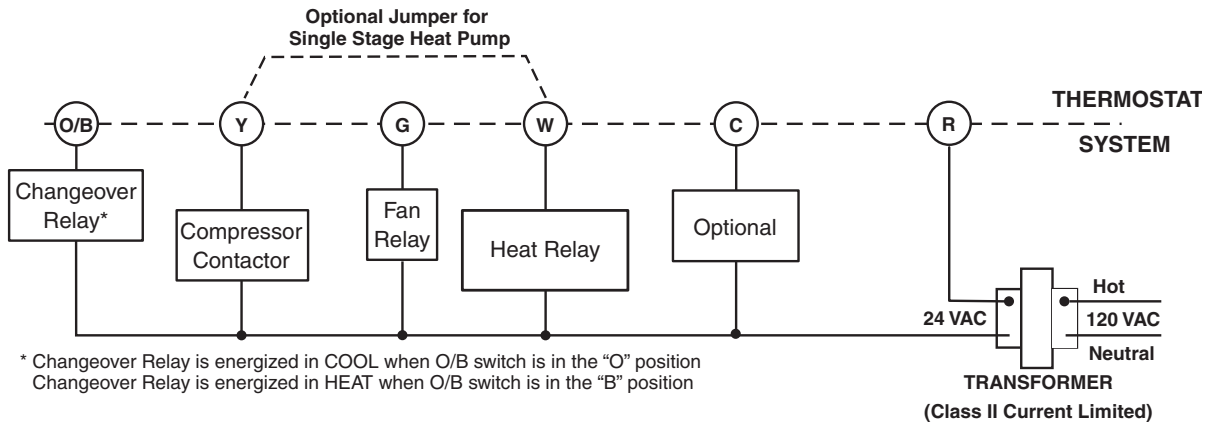 Optional Jumper for
Single Stage Heat Pump
O/B
Y
G
W
C
R
THERMOSTAT
SYSTEM
Changeover
Relay*
Compressor
Contactor
Fan
Relay
Heat Relay
Optional
24 VAC
Hot
120 VAC
Neutral
TRANSFORMER
(Class II Current Limited)
* Changeover Relay is energized in COOL when O/B switch is in the “O” position
Changeover Relay is energized in HEAT when O/B switch is in the “B” position